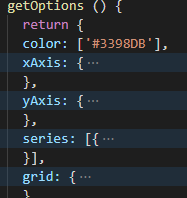 getOptions () {
return {
color: ['#3398DB'],
xAxis: {⋯
},
yAxis: {⋯
},
series: [{⋯
}],
grid: {⋯
}